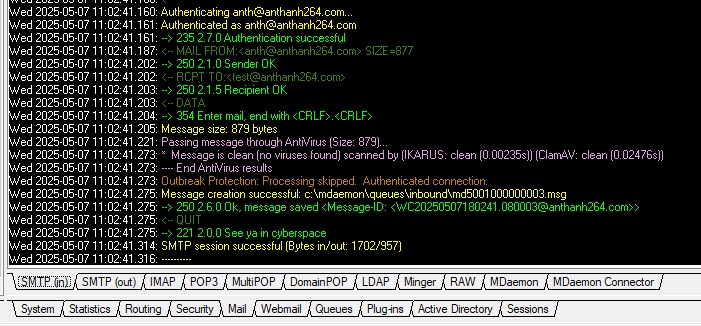 Wed 2025-05-07 11:02:41.160: Authenticating anth@anthanh264.com...
Wed 2025-05-07 11:02:41.161: Authenticated as anth@anthanh264.com
Wed 2025-05-07 11:02:41.161: --> 235 2.7.0 Authentication successful
Wed 2025-05-07 11:02:41.187: <-- MAIL FROM:<anth@anthanh264.com> SIZE=877
Wed 2025-05-07 11:02:41.202: --> 250 2.1.0 Sender OK
Wed 2025-05-07 11:02:41.202: <-- RCPT TO:<test@anthanh264.com>
Wed 2025-05-07 11:02:41.203: --> 250 2.1.5 Recipient OK
Wed 2025-05-07 11:02:41.203: <-- DATA
Wed 2025-05-07 11:02:41.204: --> 354 Enter mail, end with <CRLF>.<CRLF>
Wed 2025-05-07 11:02:41.205: Message size: 879 bytes
Wed 2025-05-07 11:02:41.221: Passing message through AntiVirus (Size: 879)...
Wed 2025-05-07 11:02:41.273: * Message is clean (no viruses found) scanned by (IKARUS: clean (0.00235s)) (ClamAV: clean (0.02476s))
Wed 2025-05-07 11:02:41.273: ---- End AntiVirus results
Wed 2025-05-07 11:02:41.273: Outbreak Protection: Processing skipped. Authenticated connection.
Wed 2025-05-07 11:02:41.275: Message creation successful: c:\mdaemon\queues\inbound\md5001000000003.msg
Wed 2025-05-07 11:02:41.275: --> 250 2.6.0 Ok, message saved <Message-ID: <WC20250507180241.080003@anthanh264.com>>
Wed 2025-05-07 11:02:41.275: <-- QUIT
Wed 2025-05-07 11:02:41.275: --> 221 2.0.0 See ya in cyberspace
Wed 2025-05-07 11:02:41.314: SMTP session successful (Bytes in/out: 1702/957)
Wed 2025-05-07 11:02:41.316: ----------
SMTP (in) SMTP (out) IMAP POP3 MultiPOP DomainPOP LDAP Minger RAW MDaemon MDaemon Connector
System Statistics Routing Security Mail Webmail Queues Plug-ins Active Directory Sessions